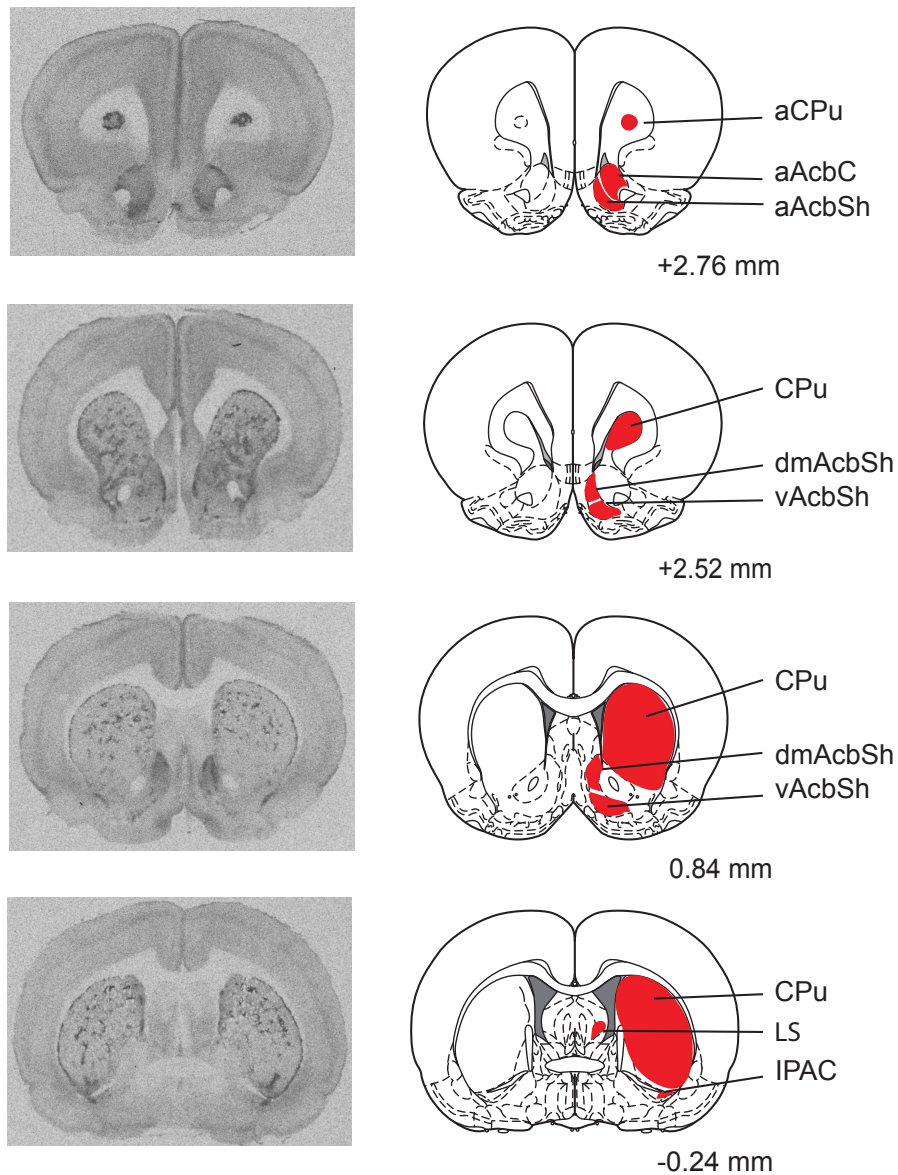 aCPu
aAcbC
aAcbSh
+2.76 mm
CPu
dmAcbSh
vAcbSh
+2.52 mm
CPu
dmAcbSh
vAcbSh
0.84 mm
CPu
LS
IPAC
-0.24 mm